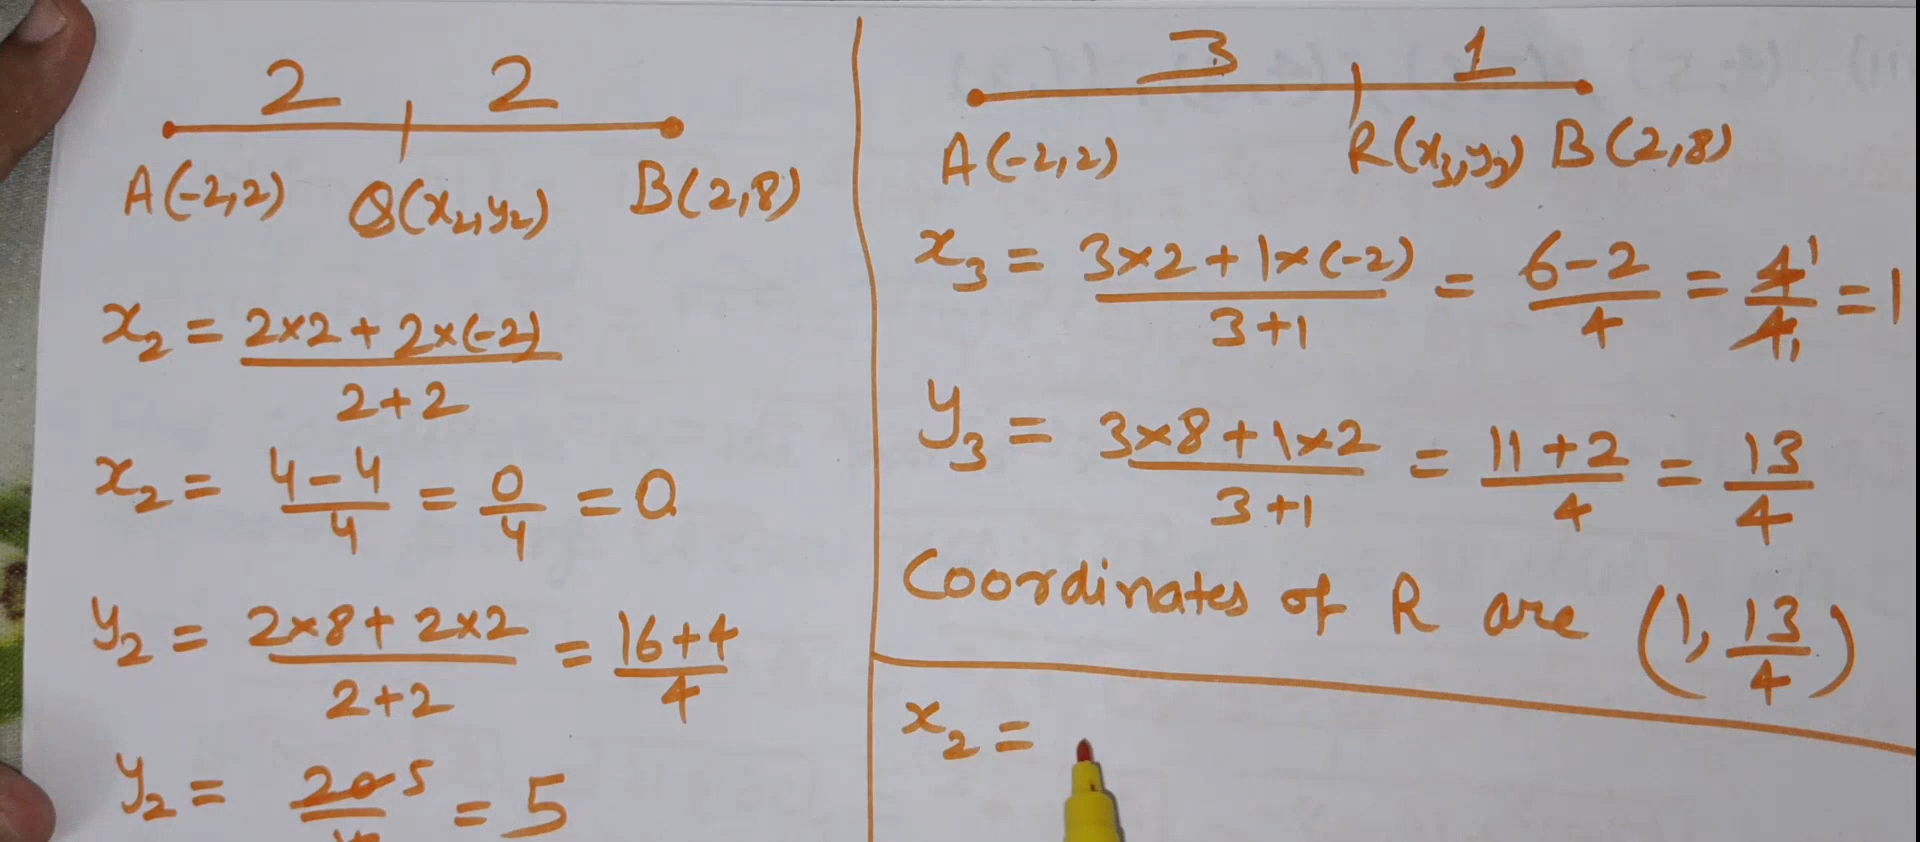 2 2
A(-2,2) Q(x₂,y₂) B(2,8)
x₂ = 2×2 + 2×(-2) / 2+2
x₂ = 4-4 / 4 = 0/4 = 0
y₂ = 2×8 + 2×2 / 2+2 = 16+4 / 4
y₂ = 20 5 / = 5
3 1
A(-2,2) R(x₃,y₃) B(2,8)
x₃ = 3×2 + 1×(-2) / 3+1 = 6-2 / 4 = 4 1 / 4 1 = 1
y₃ = 3×8 + 1×2 / 3+1 = 11+2 / 4 = 13/4
Coordinates of R are (1, 13/4)
x₂ =